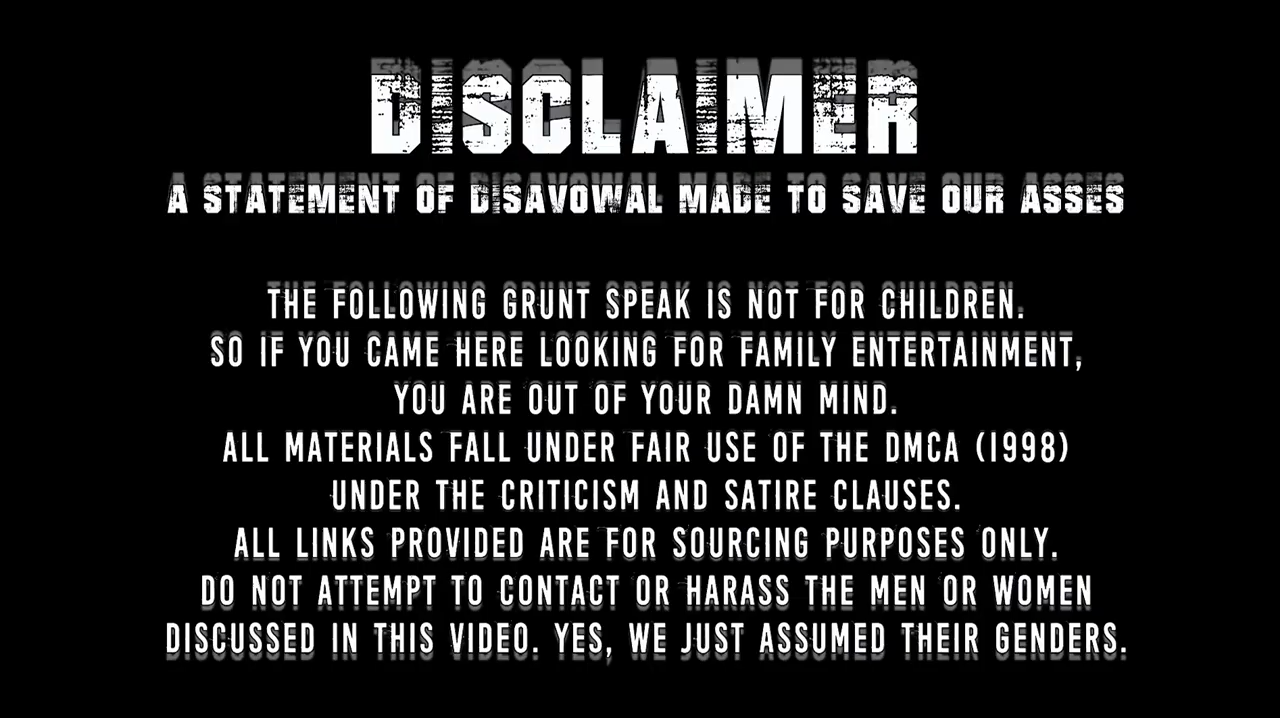 DISCLAIMER
A STATEMENT OF DISAVOWAL MADE TO SAVE OUR ASSES
THE FOLLOWING GRUNT SPEAK IS NOT FOR CHILDREN.
SO IF YOU CAME HERE LOOKING FOR FAMILY ENTERTAINMENT,
YOU ARE OUT OF YOUR DAMN MIND.
ALL MATERIALS FALL UNDER FAIR USE OF THE DMCA (1998)
UNDER THE CRITICISM AND SATIRE CLAUSES.
ALL LINKS PROVIDED ARE FOR SOURCING PURPOSES ONLY.
DO NOT ATTEMPT TO CONTACT OR HARASS THE MEN OR WOMEN
DISCUSSED IN THIS VIDEO. YES, WE JUST ASSUMED THEIR GENDERS.